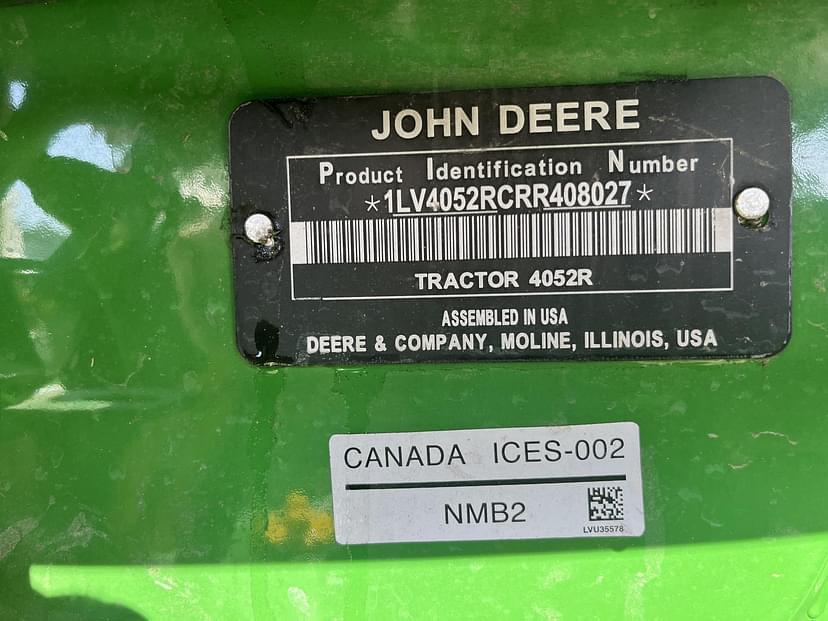 JOHN DEERE
Product Identification Number
*1LV4052RCRR408027*
TRACTOR 4052R
ASSEMBLED IN USA
DEERE & COMPANY, MOLINE, ILLINOIS, USA
CANADA ICES-002
NMB2
LVU35578